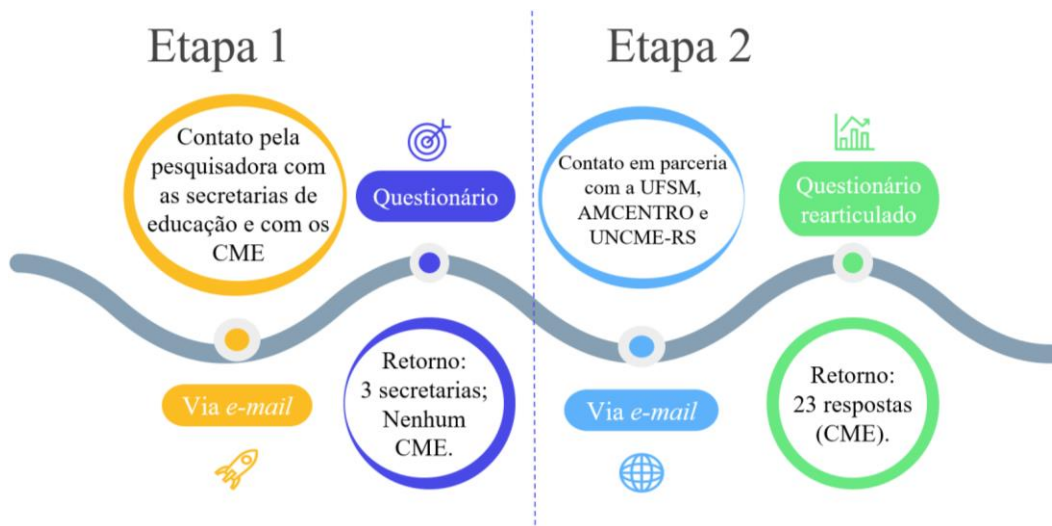 Etapa 1
Contato pela
pesquisadora com
as secretarias de
educação e com os
CME
Via e-mail
Questionário
Retorno:
3 secretarias;
Nenhum
CME.
Etapa 2
Contato em parceria
com a UFSM,
AMCENTRO e
UNCME-RS
Via e-mail
Questionário
rearticulado
Retorno:
23 respostas
(CME).